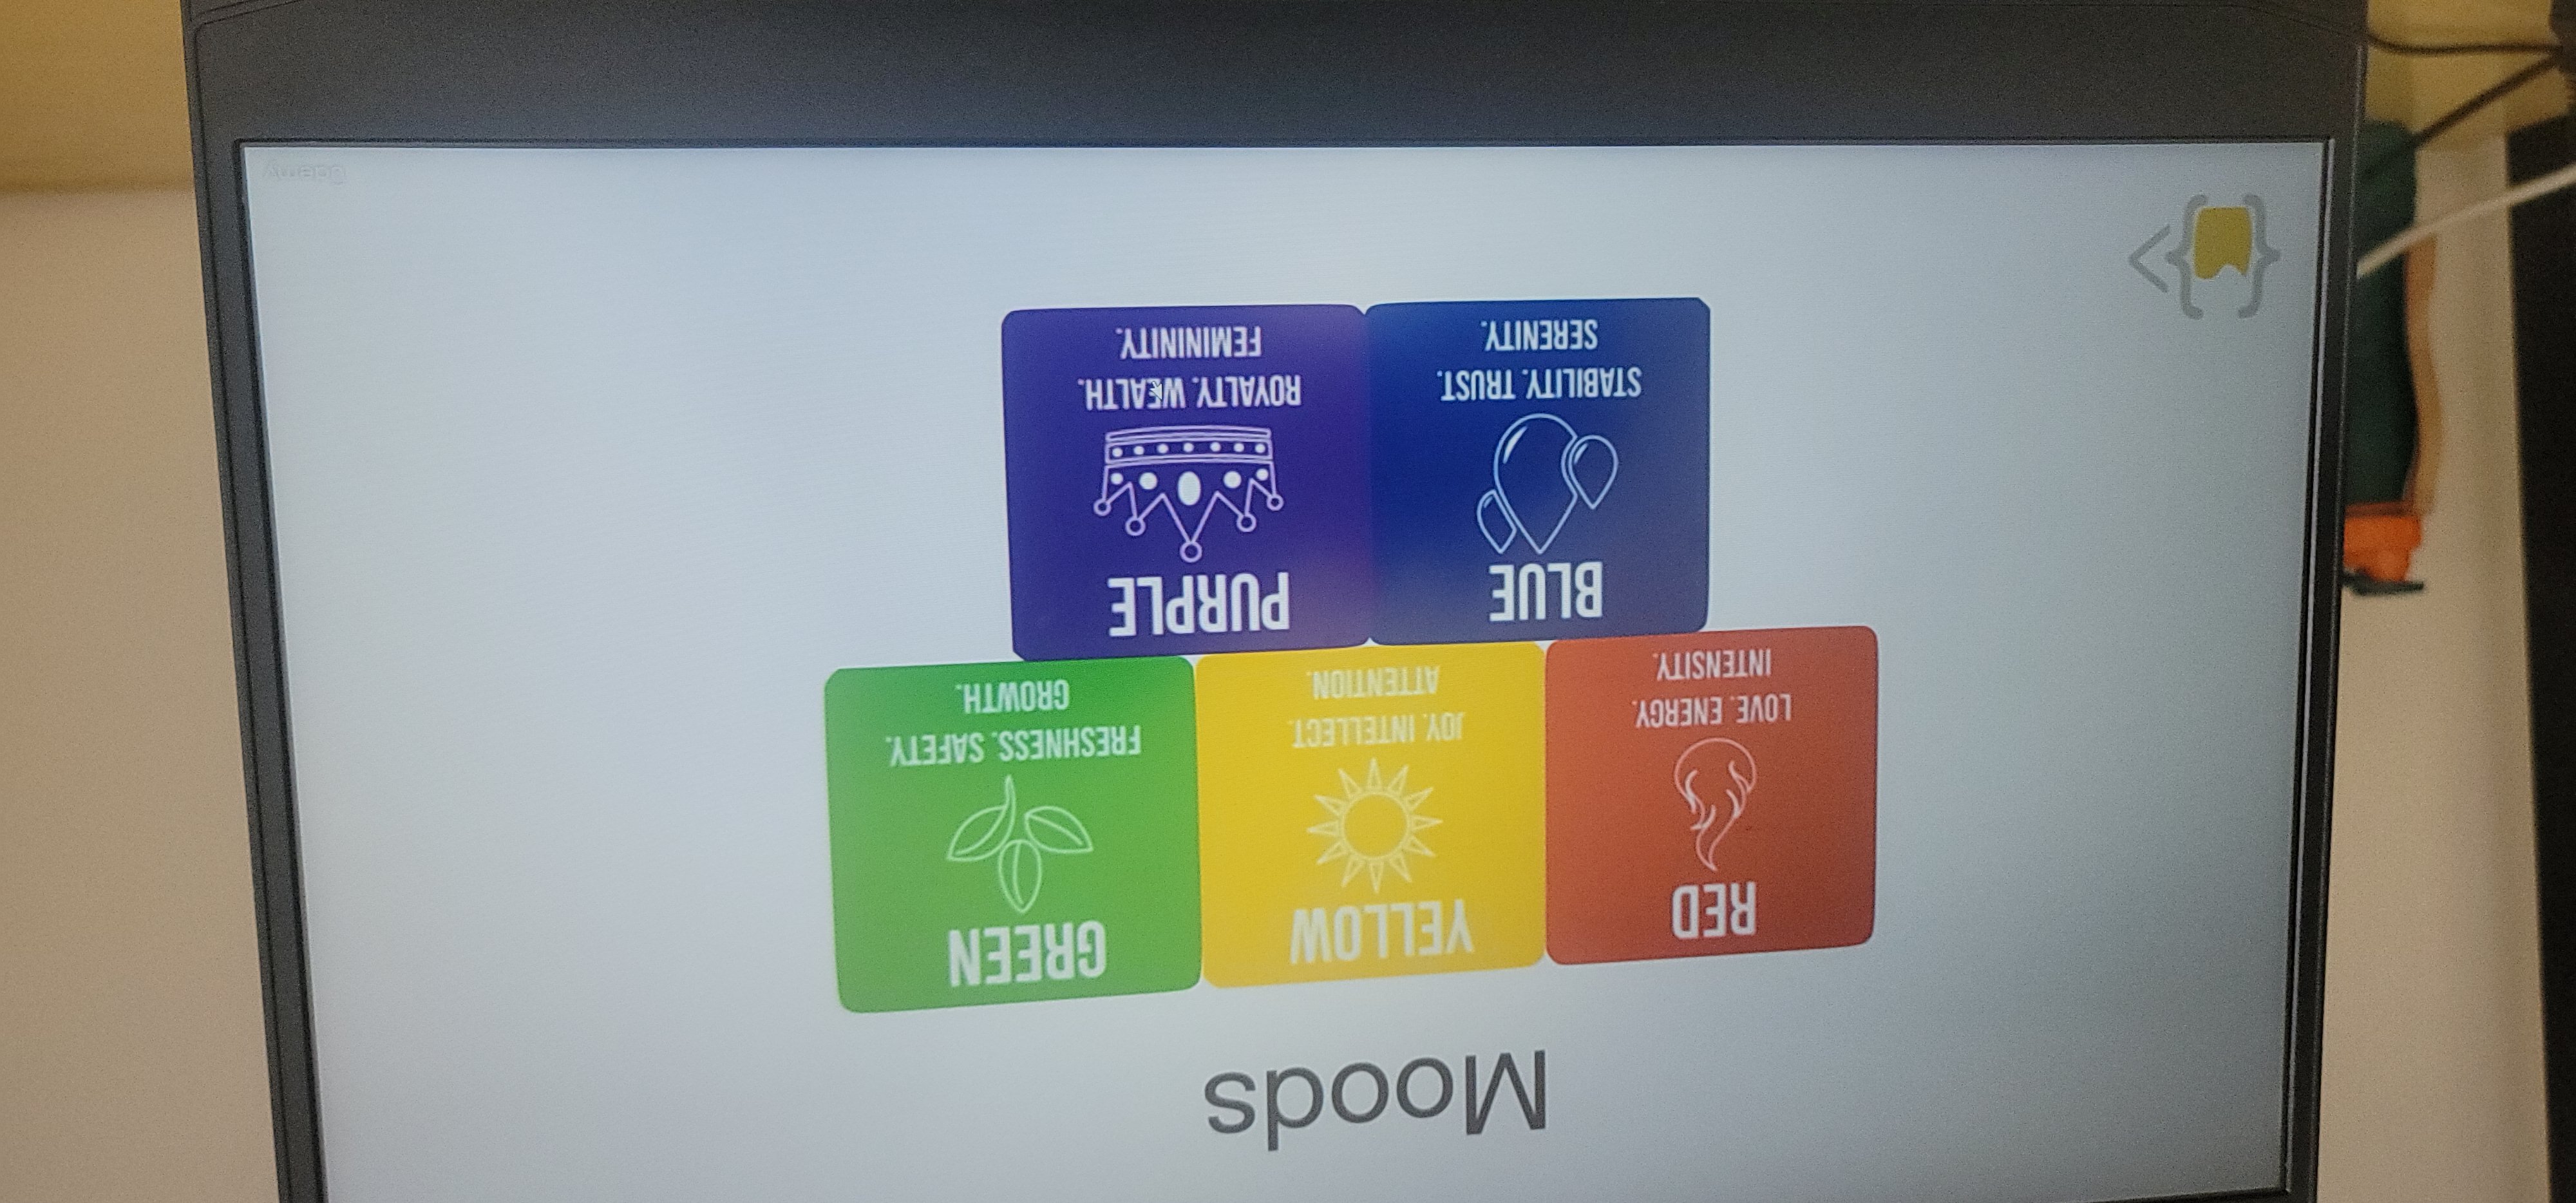 Moods
RED
LOVE. ENERGY.
INTENSITY.
YELLOW
JOY. INTELLECT.
ATTENTION.
GREEN
FRESHNESS. SAFETY.
GROWTH.
BLUE
STABILITY. TRUST.
SERENITY.
PURPLE
ROYALTY. WEALTH.
FEMININITY.
Udemy